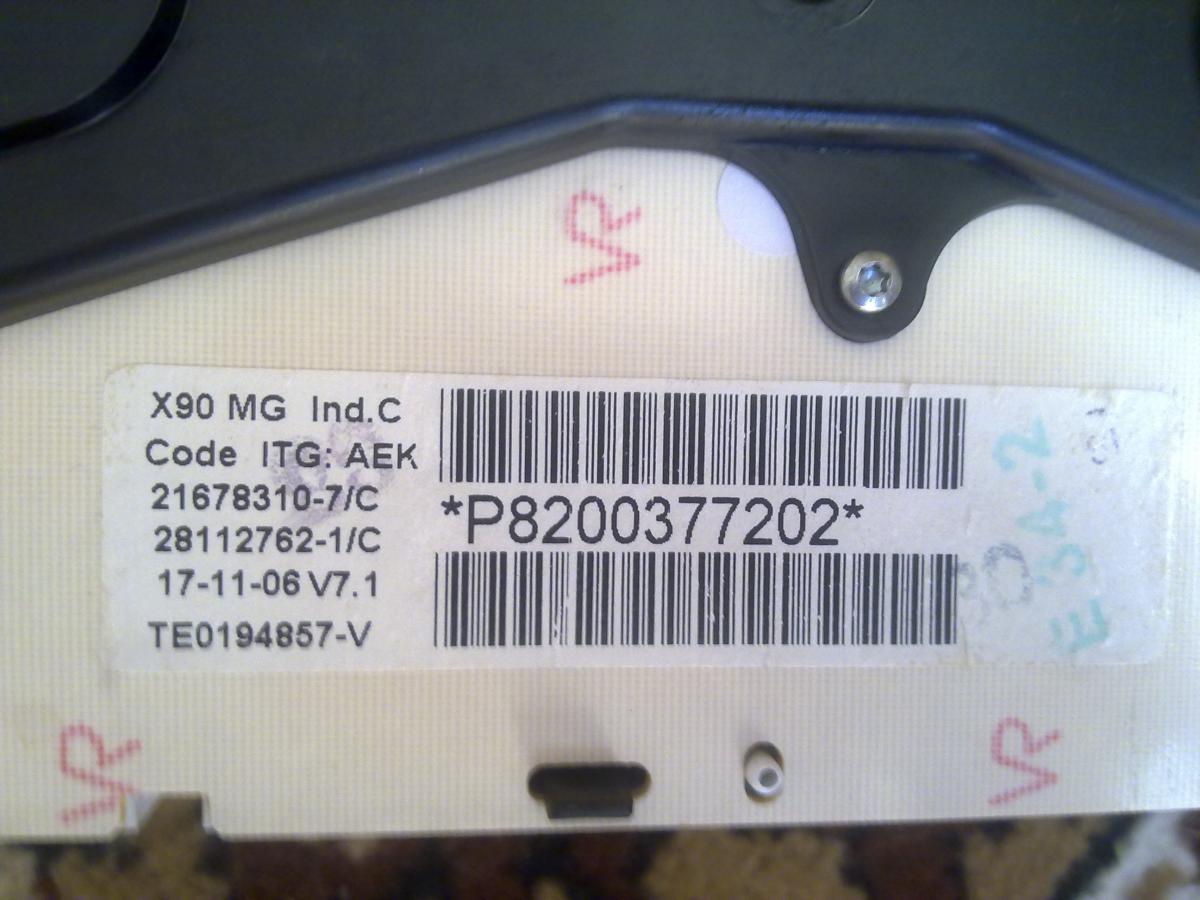 VR
X90 MG Ind.C
Code ITG: AEK
21678310-7/C
28112762-1/C
17-11-06 V7.1
TE0194857-V
*P8200377202*
E3A-2
VR
VR